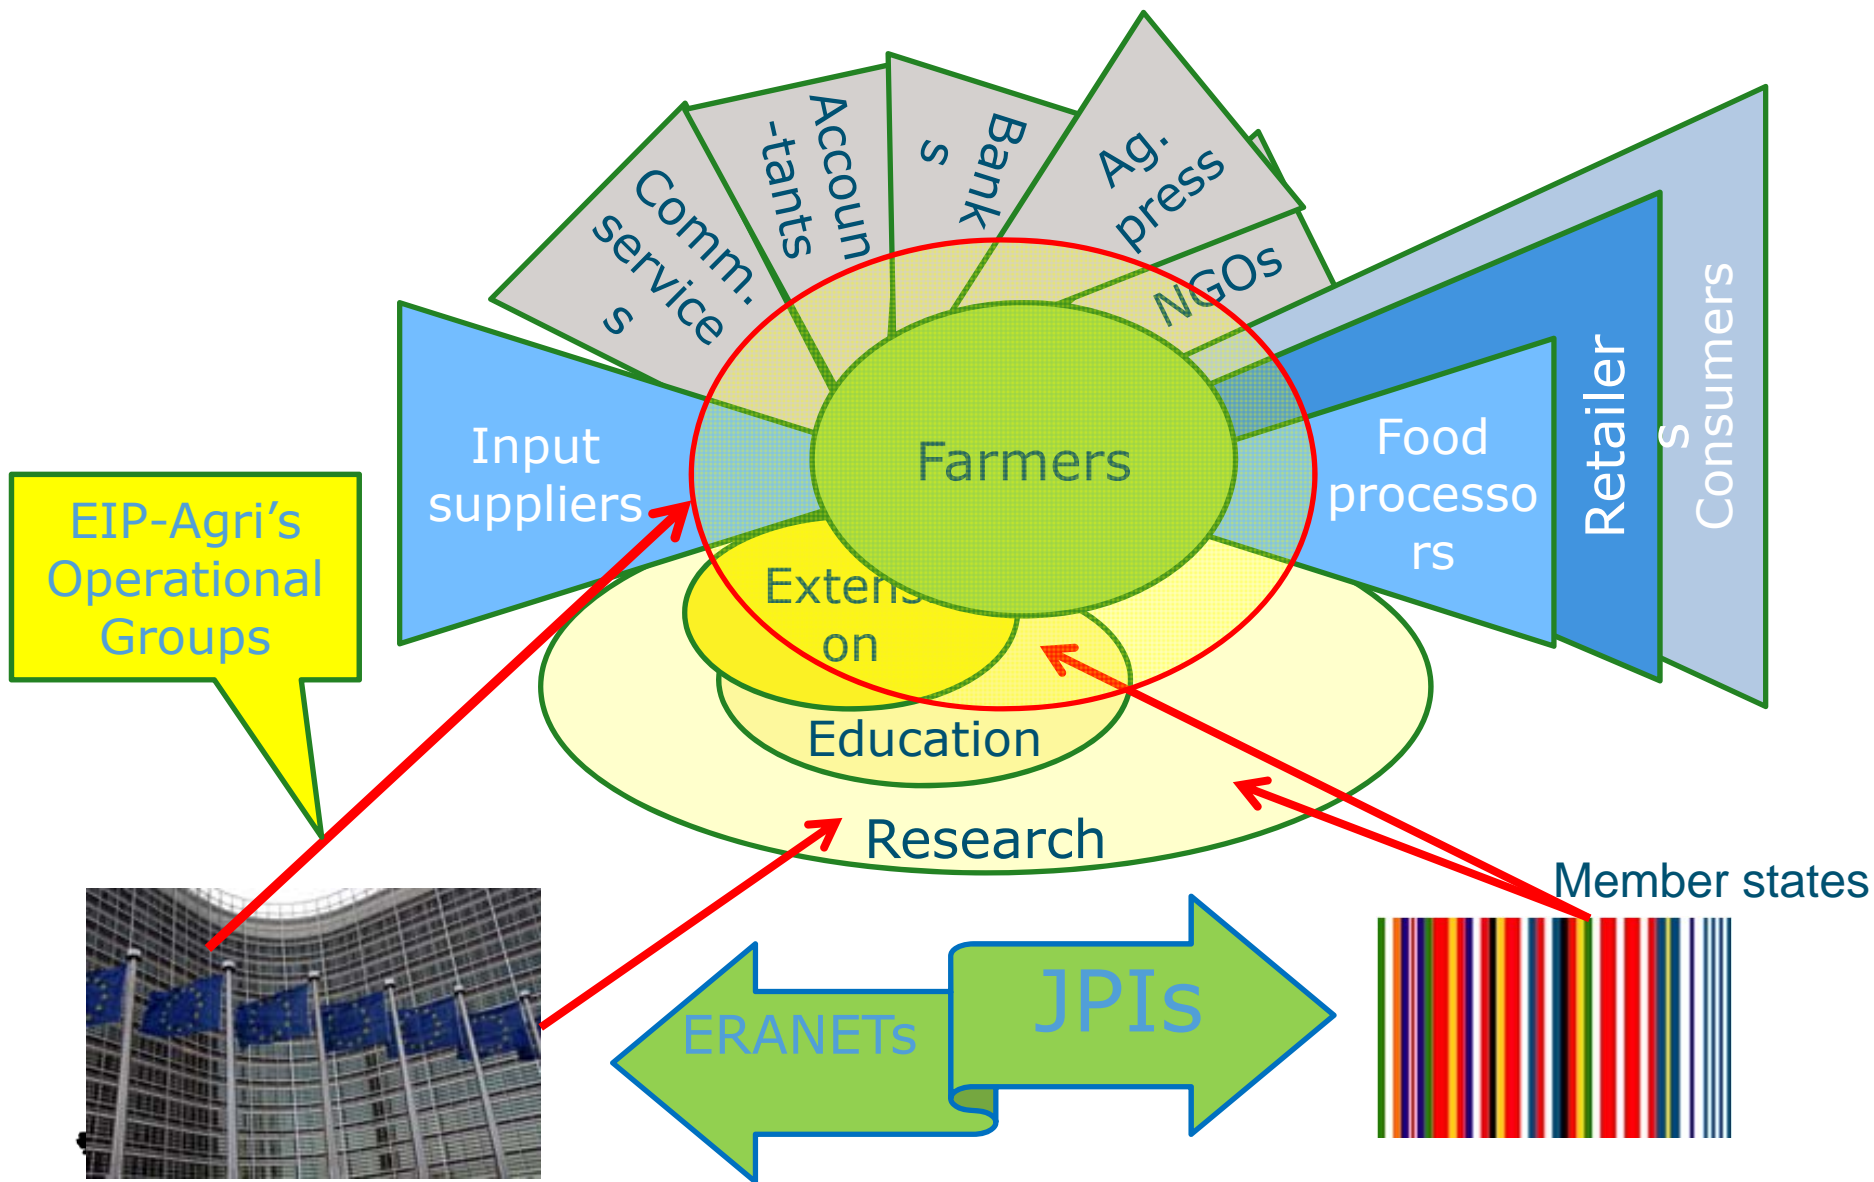 Comm.
service
s
Accoun
-tants
Bank
s
Ag.
press
NGOs
Input
suppliers
Farmers
Food
processo
rs
Retailer
s
Consumers
EIP-Agri’s
Operational
Groups
Extens
on
Education
Research
Member states
ERANETs
JPIs